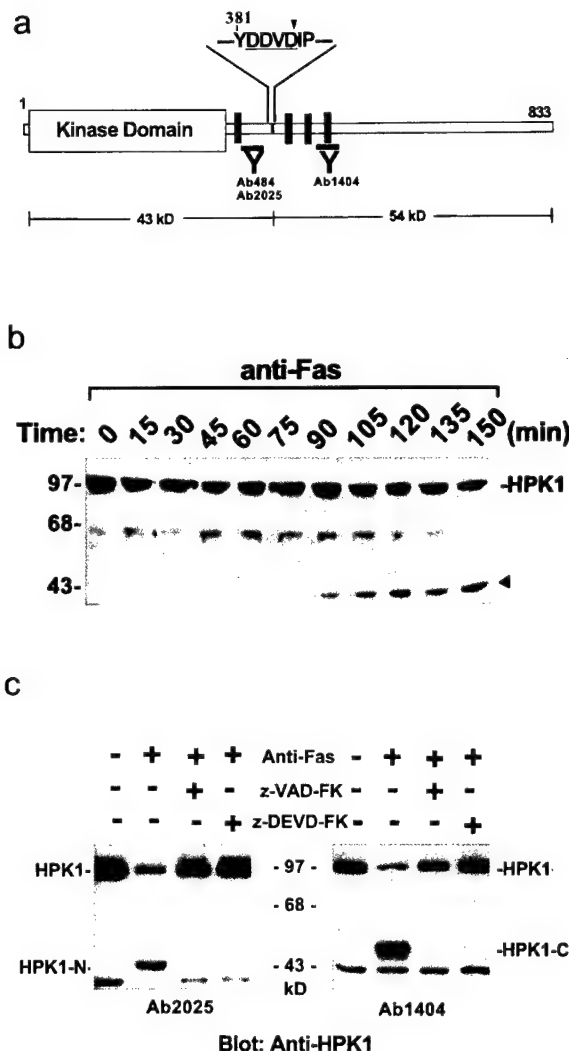 a
381
–YDDVDIP–
1
833
Kinase Domain
Ab484
Ab2025
Ab1404
43 kD
54 kD
b
anti-Fas
Time: 0 15 30 45 60 75 90 105 120 135 150 (min)
97-
-HPK1
68-
43-
c
- + + + Anti-Fas - + + +
- - + - z-VAD-FK - - + -
- - - + z-DEVD-FK - - - +
HPK1- - 97 - -HPK1
- 68 -
-HPK1-C
HPK1-N- - 43 -
kD
Ab2025
Ab1404
Blot: Anti-HPK1